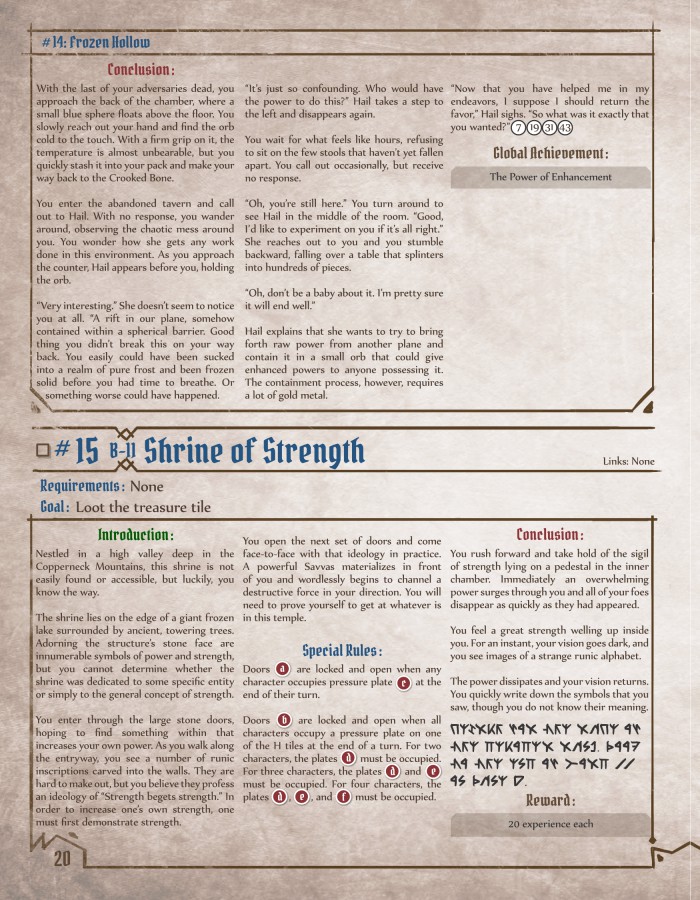 #14: Frozen Hollow
Conclusion:
With the last of your adversaries dead, you
approach the back of the chamber, where a
small blue sphere floats above the floor. You
slowly reach out your hand and find the orb
cold to the touch. With a firm grip on it, the
temperature is almost unbearable, but you
quickly stash it into your pack and make your
way back to the Crooked Bone.
You enter the abandoned tavern and call
out to Hail. With no response, you wander
around, observing the chaotic mess around
you. You wonder how she gets any work
done in this environment. As you approach
the counter, Hail appears before you, holding
the orb.
“Very interesting.” She doesn’t seem to notice
you at all. “A rift in our plane, somehow
contained within a spherical barrier. Good
thing you didn’t break this on your way
back. You easily could have been sucked
into a realm of pure frost and been frozen
solid before you had time to breathe. Or
something worse could have happened.
“It’s just so confounding. Who would have
the power to do this?” Hail takes a step to
the left and disappears again.
You wait for what feels like hours, refusing
to sit on the few stools that haven’t yet fallen
apart. You call out occasionally, but receive
no response.
“Oh, you’re still here.” You turn around to
see Hail in the middle of the room. “Good,
I’d like to experiment on you if it’s all right.”
She reaches out to you and you stumble
backward, falling over a table that splinters
into hundreds of pieces.
“Oh, don’t be a baby about it. I’m pretty sure
it will end well.”
Hail explains that she wants to try to bring
forth raw power from another plane and
contain it in a small orb that could give
enhanced powers to anyone possessing it.
The containment process, however, requires
a lot of gold metal.
“Now that you have helped me in my
endeavors, I suppose I should return the
favor,” Hail sighs. “So what was it exactly that
you wanted?” 7 19 31 43
Global Achievement:
The Power of Enhancement
#15 B-11 Shrine of Strength
Links: None
Requirements: None
Goal: Loot the treasure tile
Introduction:
Nestled in a high valley deep in the
Copperneck Mountains, this shrine is not
easily found or accessible, but luckily, you
know the way.
The shrine lies on the edge of a giant frozen
lake surrounded by ancient, towering trees.
Adorning the structure’s stone face are
innumerable symbols of power and strength,
but you cannot determine whether the
shrine was dedicated to some specific entity
or simply to the general concept of strength.
You enter through the large stone doors,
hoping to find something within that
increases your own power. As you walk along
the entryway, you see a number of runic
inscriptions carved into the walls. They are
hard to make out, but you believe they profess
an ideology of “Strength begets strength.” In
order to increase one’s own strength, one
must first demonstrate strength.
You open the next set of doors and come
face-to-face with that ideology in practice.
A powerful Savvas materializes in front
of you and wordlessly begins to channel a
destructive force in your direction. You will
need to prove yourself to get at whatever is
in this temple.
Special Rules:
Doors a are locked and open when any
character occupies pressure plate c at the
end of their turn.
Doors b are locked and open when all
characters occupy a pressure plate on one
of the H tiles at the end of a turn. For two
characters, the plates d must be occupied.
For three characters, the plates d and e
must be occupied. For four characters, the
plates d, e, and f must be occupied.
Conclusion:
You rush forward and take hold of the sigil
of strength lying on a pedestal in the inner
chamber. Immediately an overwhelming
power surges through you and all of your foes
disappear as quickly as they had appeared.
You feel a great strength welling up inside
you. For an instant, your vision goes dark, and
you see images of a strange runic alphabet.
The power dissipates and your vision returns.
You quickly write down the symbols that you
saw, though you do not know their meaning.
Reward:
20 experience each
20